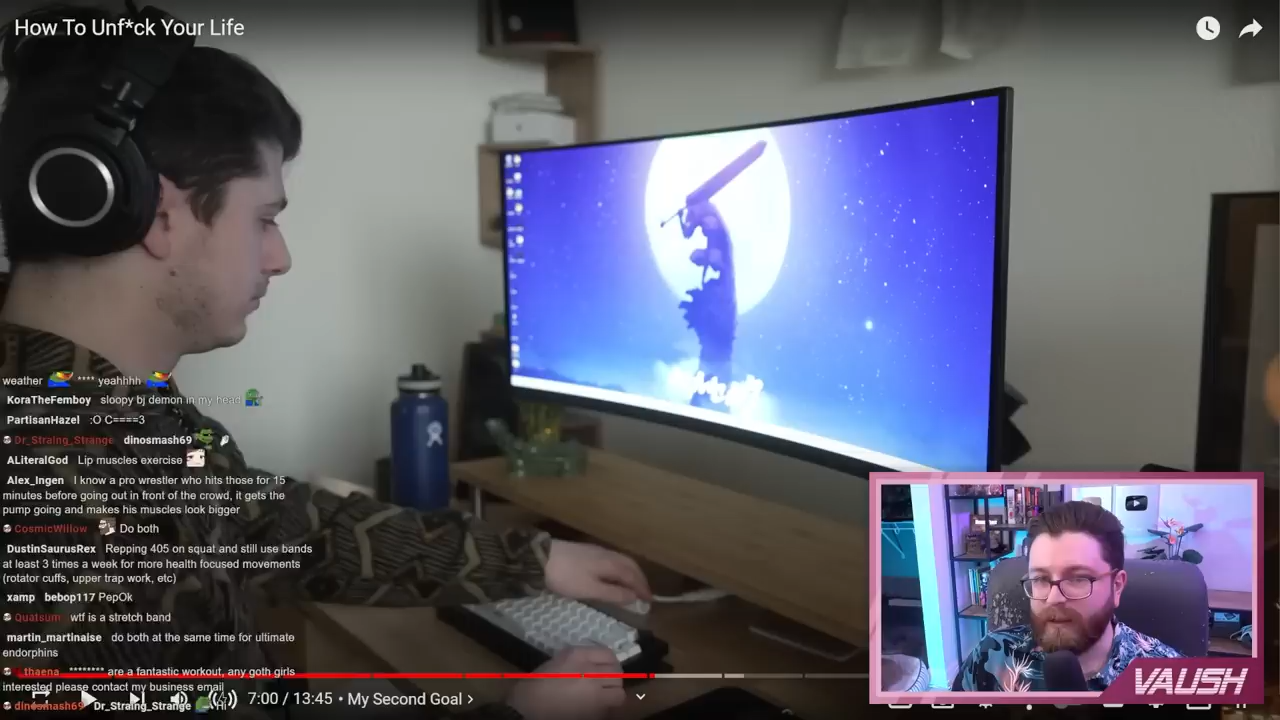 How To Unf*ck Your Life
weather **** yeahhhh
KoraTheFemboy sloopy bj demon in my head
PartisanHazel :O C====3
Dr_Straing_Strange dinosmash69
ALiteralGod Lip muscles exercise
Alex_Ingen I know a pro wrestler who hits those for 15
minutes before going out in front of the crowd, it gets the
pump going and makes his muscles look bigger
CosmicWillow Do both
DustinSaurusRex Repping 405 on squat and still use bands
at least 3 times a week for more health focused movements
(rotator cuffs, upper trap work, etc)
xamp bebop117 PepOk
Quatsum wtf is a stretch band
martin_martinaise do both at the same time for ultimate
endorphins
thaena ******** are a fantastic workout, any goth girls
interested please contact my business email
dinosmash69 Dr_Straing_Strange Hi
7:00 / 13:45 • My Second Goal >
VAUSH